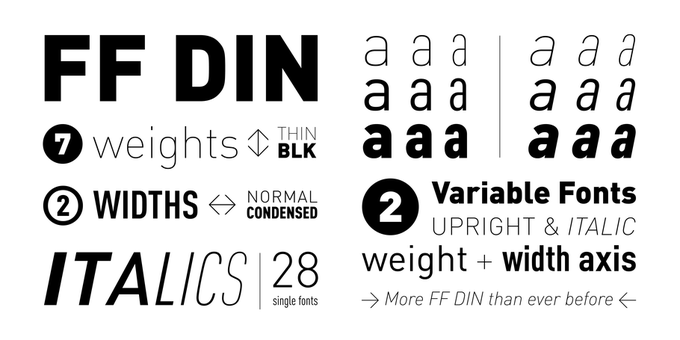 FF DIN
7 weights THIN
BLK
2 WIDTHS NORMAL
CONDENSED
ITALICS 28
single fonts
a a a a a a
a a a a a a
a a a a a a
2 Variable Fonts
UPRIGHT & ITALIC
weight + width axis
More FF DIN than ever before